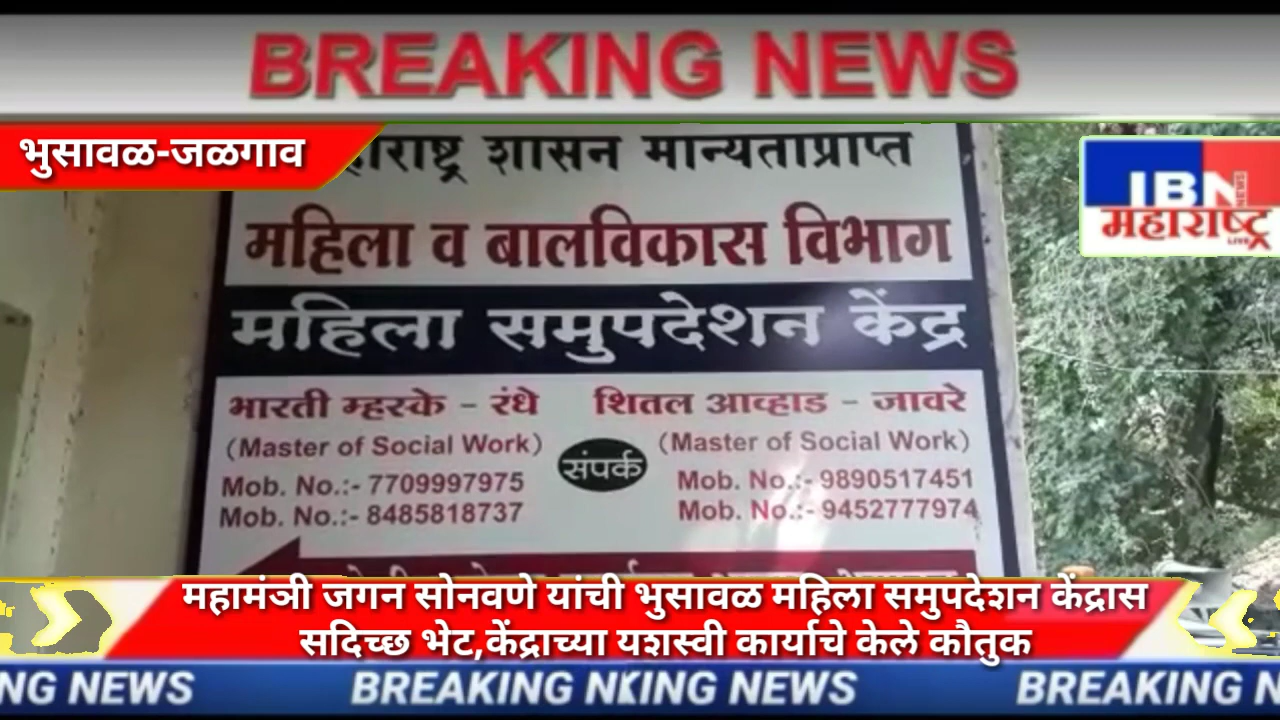 BREAKING NEWS
भुसावळ-जळगाव
हाराष्ट्र शासन मान्यताप्राप्त
IBN NEWS
महाराष्ट्र
LIVE
महिला व बालविकास विभाग
महिला समुपदेशन केंद्र
भारती म्हस्के - रंधे शितल आव्हाड - जावरे
(Master of Social Work) (Master of Social Work)
संपर्क
Mob. No.:- 7709997975 Mob. No.:- 9890517451
Mob. No.:- 8485818737 Mob. No.:- 9452777974
महामंञी जगन सोनवणे यांची भुसावळ महिला समुपदेशन केंद्रास
सदिच्छ भेट,केंद्राच्या यशस्वी कार्याचे केले कौतुक
NG NEWS BREAKING NKING NEWS BREAKING N